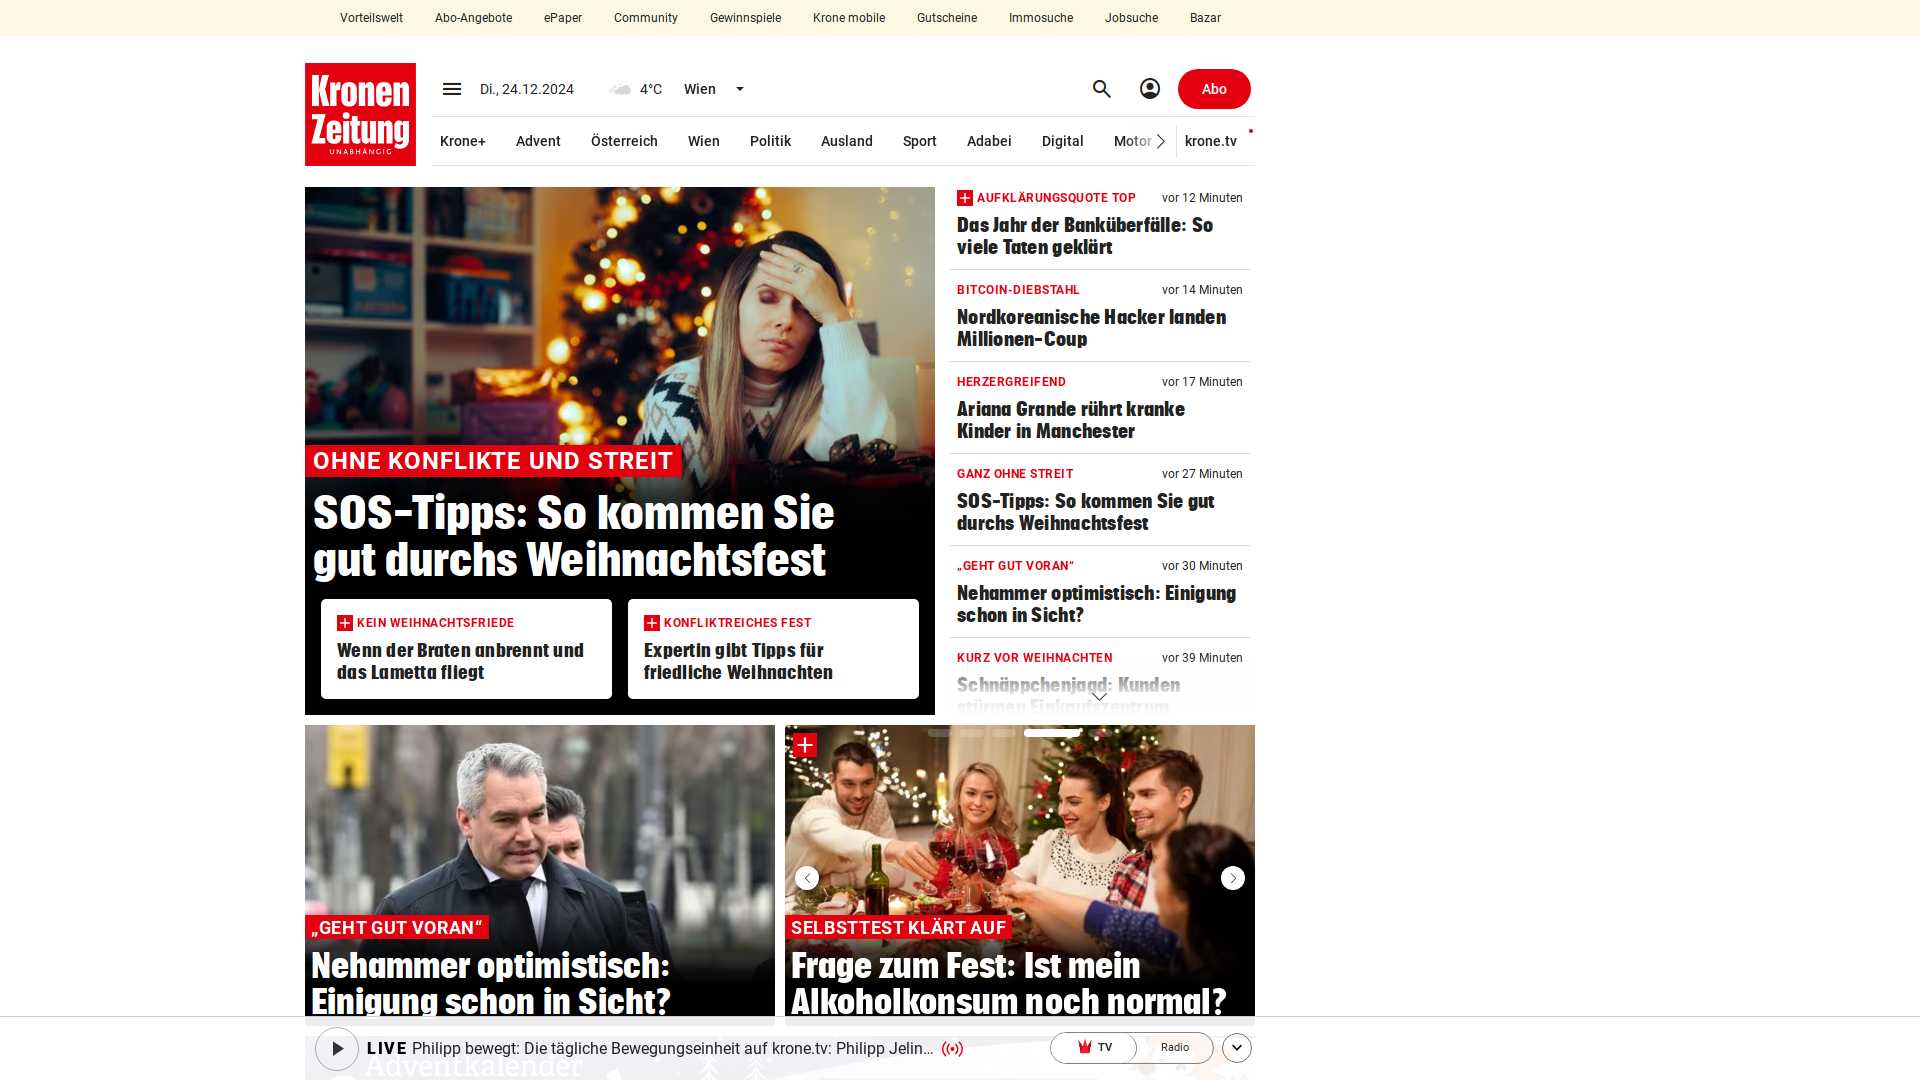 Vorteilswelt
Abo-Angebote
ePaper
Community
Gewinnspiele
Krone mobile
Gutscheine
Immosuche
Jobsuche
Bazar
Kronen
Zeitung
UNABHÄNGIG
Di., 24.12.2024
4°C
Wien
Abo
Krone+
Advent
Österreich
Wien
Politik
Ausland
Sport
Adabei
Digital
Motor
krone.tv
OHNE KONFLIKTE UND STREIT
SOS-Tipps: So kommen Sie
gut durchs Weihnachtsfest
KEIN WEIHNACHTSFRIEDE
Wenn der Braten anbrennt und
das Lametta fliegt
KONFLIKTREICHES FEST
Expertin gibt Tipps für
friedliche Weihnachten
AUFKLÄRUNGSQUOTE TOP
vor 12 Minuten
Das Jahr der Banküberfälle: So
viele Taten geklärt
BITCOIN-DIEBSTAHL
vor 14 Minuten
Nordkoreanische Hacker landen
Millionen-Coup
HERZERGREIFEND
vor 17 Minuten
Ariana Grande rührt kranke
Kinder in Manchester
GANZ OHNE STREIT
vor 27 Minuten
SOS-Tipps: So kommen Sie gut
durchs Weihnachtsfest
„GEHT GUT VORAN“
vor 30 Minuten
Nehammer optimistisch: Einigung
schon in Sicht?
KURZ VOR WEIHNACHTEN
vor 39 Minuten
Schnäppchenjagd: Kunden
stürmen Einkaufszentrum
„GEHT GUT VORAN“
Nehammer optimistisch:
Einigung schon in Sicht?
SELBSTTEST KLÄRT AUF
Frage zum Fest: Ist mein
Alkoholkonsum noch normal?
LIVE Philipp bewegt: Die tägliche Bewegungseinheit auf krone.tv: Philipp Jelin...
TV
Radio
Adventkalender